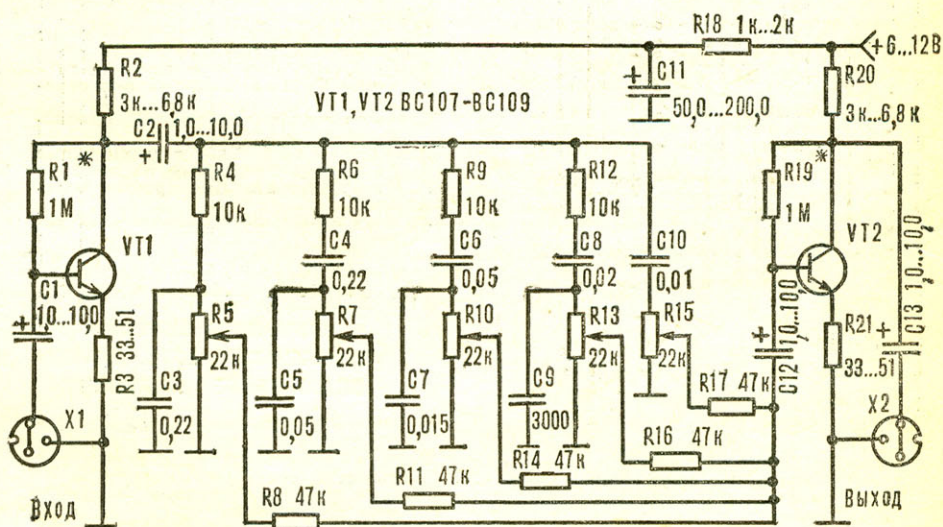 R18 1к...2к
+6...12В
R2
3к...6,8к
C2
1,0...10,0
VT1, VT2 BC107-BC109
C11
50,0...200,0
R20
3к...6,8к
R1
1М
*
R4
10к
R6
10к
R9
10к
R12
10к
R19
1М
*
VT1
C4
0,22
C6
0,05
C8
0,02
C10
0,01
VT2
C1
10...100,0
R3 33...51
R5
22к
R7
22к
R10
22к
R13
22к
R15
22к
C12 1,0...10,0
R21
33...51
C13 1,0...10,0
C3
0,22
C5
0,05
C7
0,015
C9
3000
R17 47к
X1
X2
R16 47к
R14 47к
R11 47к
R8 47к
ВХОД
ВЫХОД